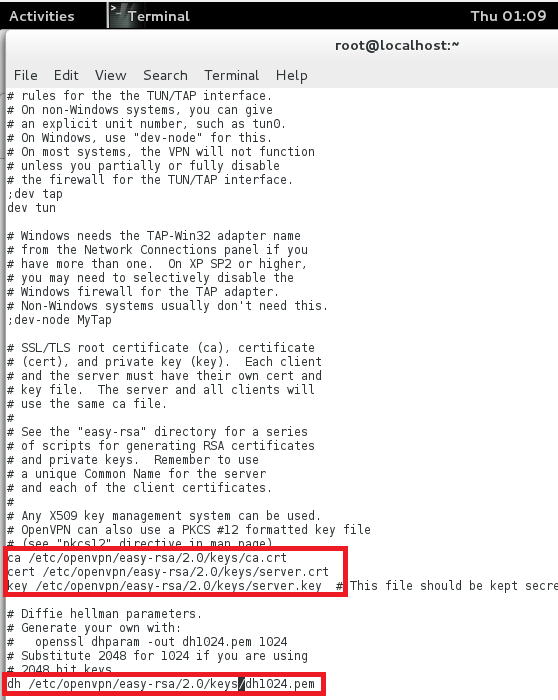 Activities
Terminal
Thu 01:09
root@localhost:~
File Edit View Search Terminal Help
# rules for the the TUN/TAP interface.
# On non-Windows systems, you can give
# an explicit unit number, such as tun0.
# On Windows, use "dev-node" for this.
# On most systems, the VPN will not function
# unless you partially or fully disable
# the firewall for the TUN/TAP interface.
;dev tap
dev tun
# Windows needs the TAP-Win32 adapter name
# from the Network Connections panel if you
# have more than one.  On XP SP2 or higher,
# you may need to selectively disable the
# Windows firewall for the TAP adapter.
# Non-Windows systems usually don't need this.
;dev-node MyTap
# SSL/TLS root certificate (ca), certificate
# (cert), and private key (key).  Each client
# and the server must have their own cert and
# key file.  The server and all clients will
# use the same ca file.
#
# See the "easy-rsa" directory for a series
# of scripts for generating RSA certificates
# and private keys.  Remember to use
# a unique Common Name for the server
# and each of the client certificates.
#
# Any X509 key management system can be used.
# OpenVPN can also use a PKCS #12 formatted key file
# (see "pkcs12" directive in man page)
ca /etc/openvpn/easy-rsa/2.0/keys/ca.crt
cert /etc/openvpn/easy-rsa/2.0/keys/server.crt
key /etc/openvpn/easy-rsa/2.0/keys/server.key  # This file should be kept secre
# Diffie hellman parameters.
# Generate your own with:
#   openssl dhparam -out dh1024.pem 1024
# Substitute 2048 for 1024 if you are using
# 2048 bit keys
dh /etc/openvpn/easy-rsa/2.0/keys/dh1024.pem